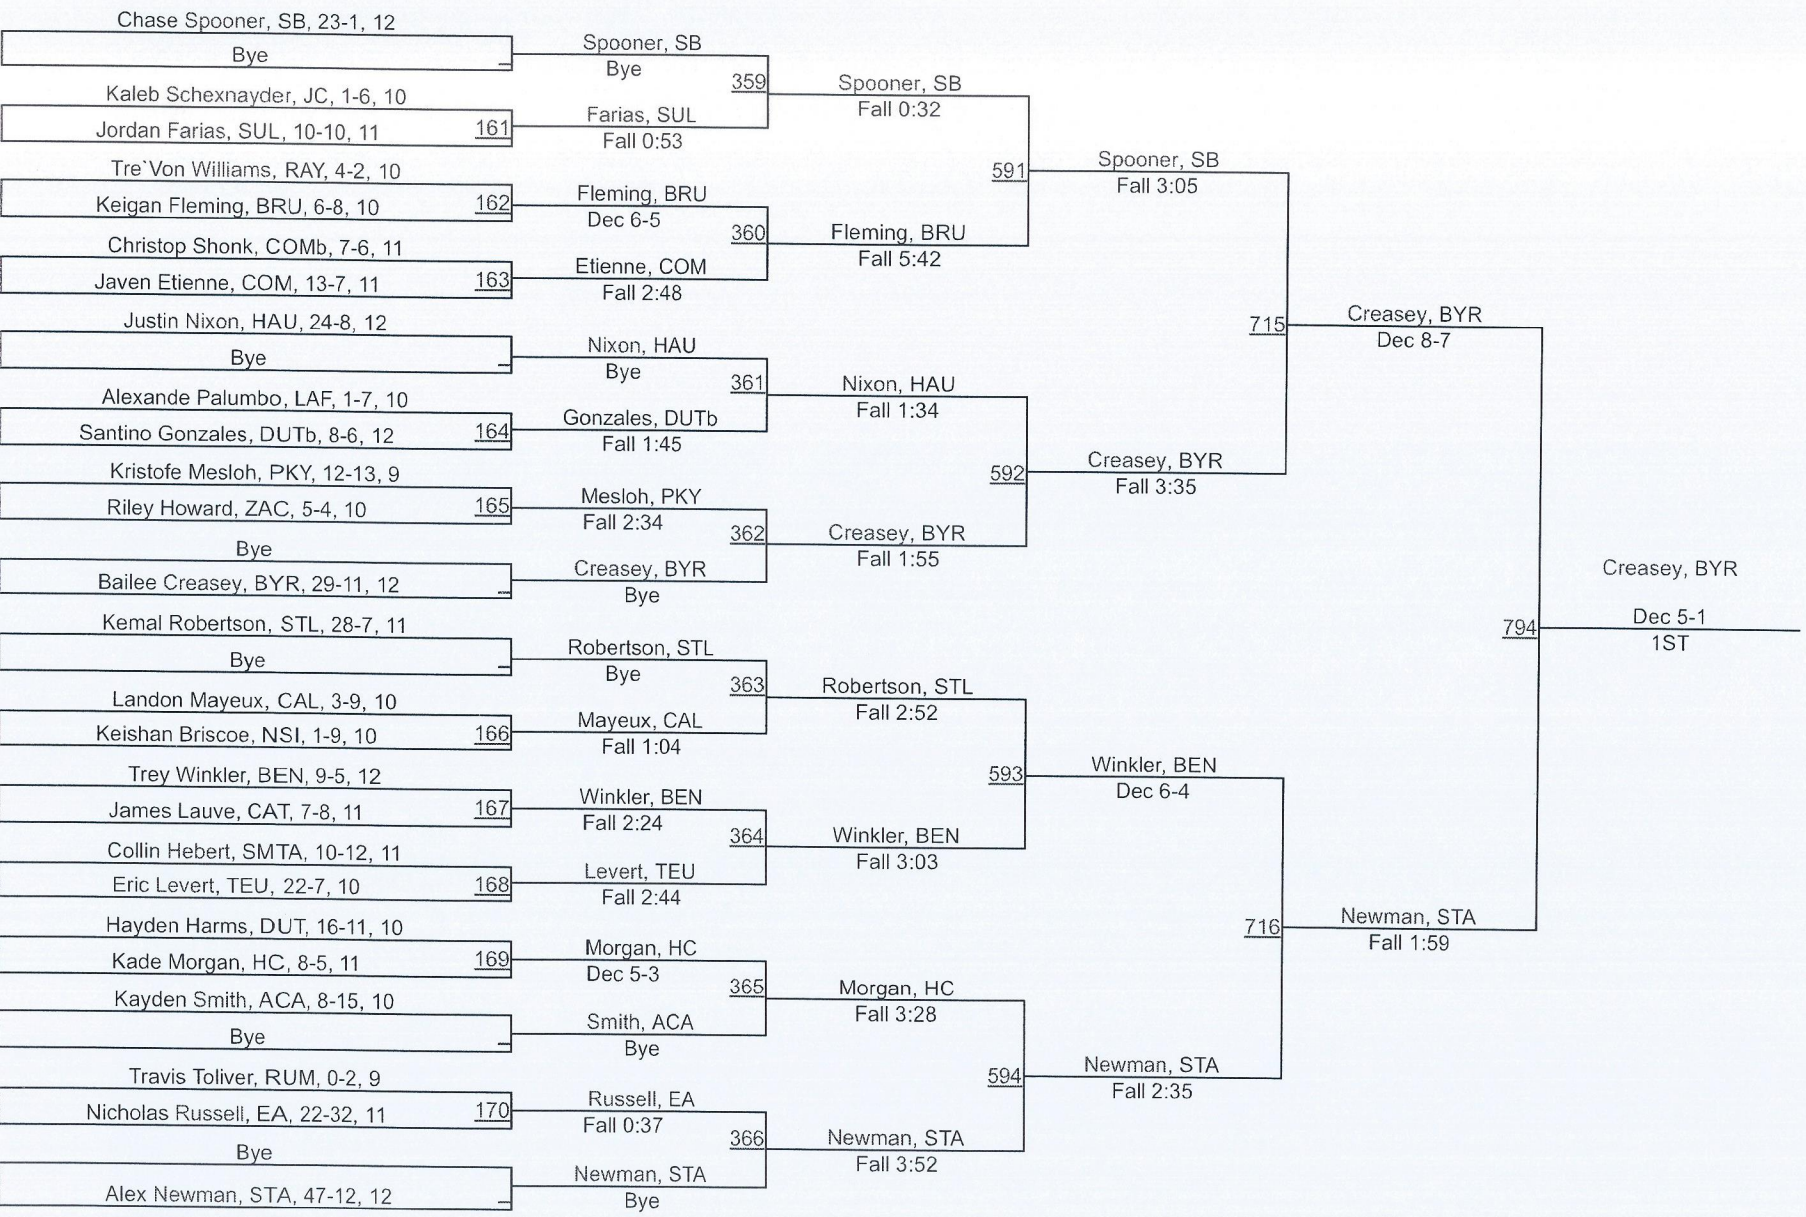 Chase Spooner, SB, 23-1, 12
Bye
Kaleb Schexnayder, JC, 1-6, 10
Jordan Farias, SUL, 10-10, 11
161
Tre`Von Williams, RAY, 4-2, 10
Keigan Fleming, BRU, 6-8, 10
162
Christop Shonk, COMb, 7-6, 11
Javen Etienne, COM, 13-7, 11
163
Justin Nixon, HAU, 24-8, 12
Bye
Alexande Palumbo, LAF, 1-7, 10
Santino Gonzales, DUTb, 8-6, 12
164
Kristofe Mesloh, PKY, 12-13, 9
Riley Howard, ZAC, 5-4, 10
165
Bye
Bailee Creasey, BYR, 29-11, 12
Kemal Robertson, STL, 28-7, 11
Bye
Landon Mayeux, CAL, 3-9, 10
Keishan Briscoe, NSI, 1-9, 10
166
Trey Winkler, BEN, 9-5, 12
James Lauve, CAT, 7-8, 11
167
Collin Hebert, SMTA, 10-12, 11
Eric Levert, TEU, 22-7, 10
168
Hayden Harms, DUT, 16-11, 10
Kade Morgan, HC, 8-5, 11
169
Kayden Smith, ACA, 8-15, 10
Bye
Travis Toliver, RUM, 0-2, 9
Nicholas Russell, EA, 22-32, 11
170
Bye
Alex Newman, STA, 47-12, 12
Spooner, SB
Bye
359
Farias, SUL
Fall 0:53
Fleming, BRU
Dec 6-5
360
Etienne, COM
Fall 2:48
Nixon, HAU
Bye
361
Gonzales, DUTb
Fall 1:45
Mesloh, PKY
Fall 2:34
362
Creasey, BYR
Bye
Robertson, STL
Bye
363
Mayeux, CAL
Fall 1:04
Winkler, BEN
Fall 2:24
364
Levert, TEU
Fall 2:44
Morgan, HC
Dec 5-3
365
Smith, ACA
Bye
Russell, EA
Fall 0:37
366
Newman, STA
Bye
Spooner, SB
Fall 0:32
591
Fleming, BRU
Fall 5:42
Nixon, HAU
Fall 1:34
592
Creasey, BYR
Fall 1:55
Robertson, STL
Fall 2:52
593
Winkler, BEN
Fall 3:03
Morgan, HC
Fall 3:28
594
Newman, STA
Fall 3:52
Spooner, SB
Fall 3:05
715
Creasey, BYR
Fall 3:35
Winkler, BEN
Dec 6-4
716
Newman, STA
Fall 2:35
Creasey, BYR
Dec 8-7
794
Newman, STA
Fall 1:59
Creasey, BYR
Dec 5-1
1ST